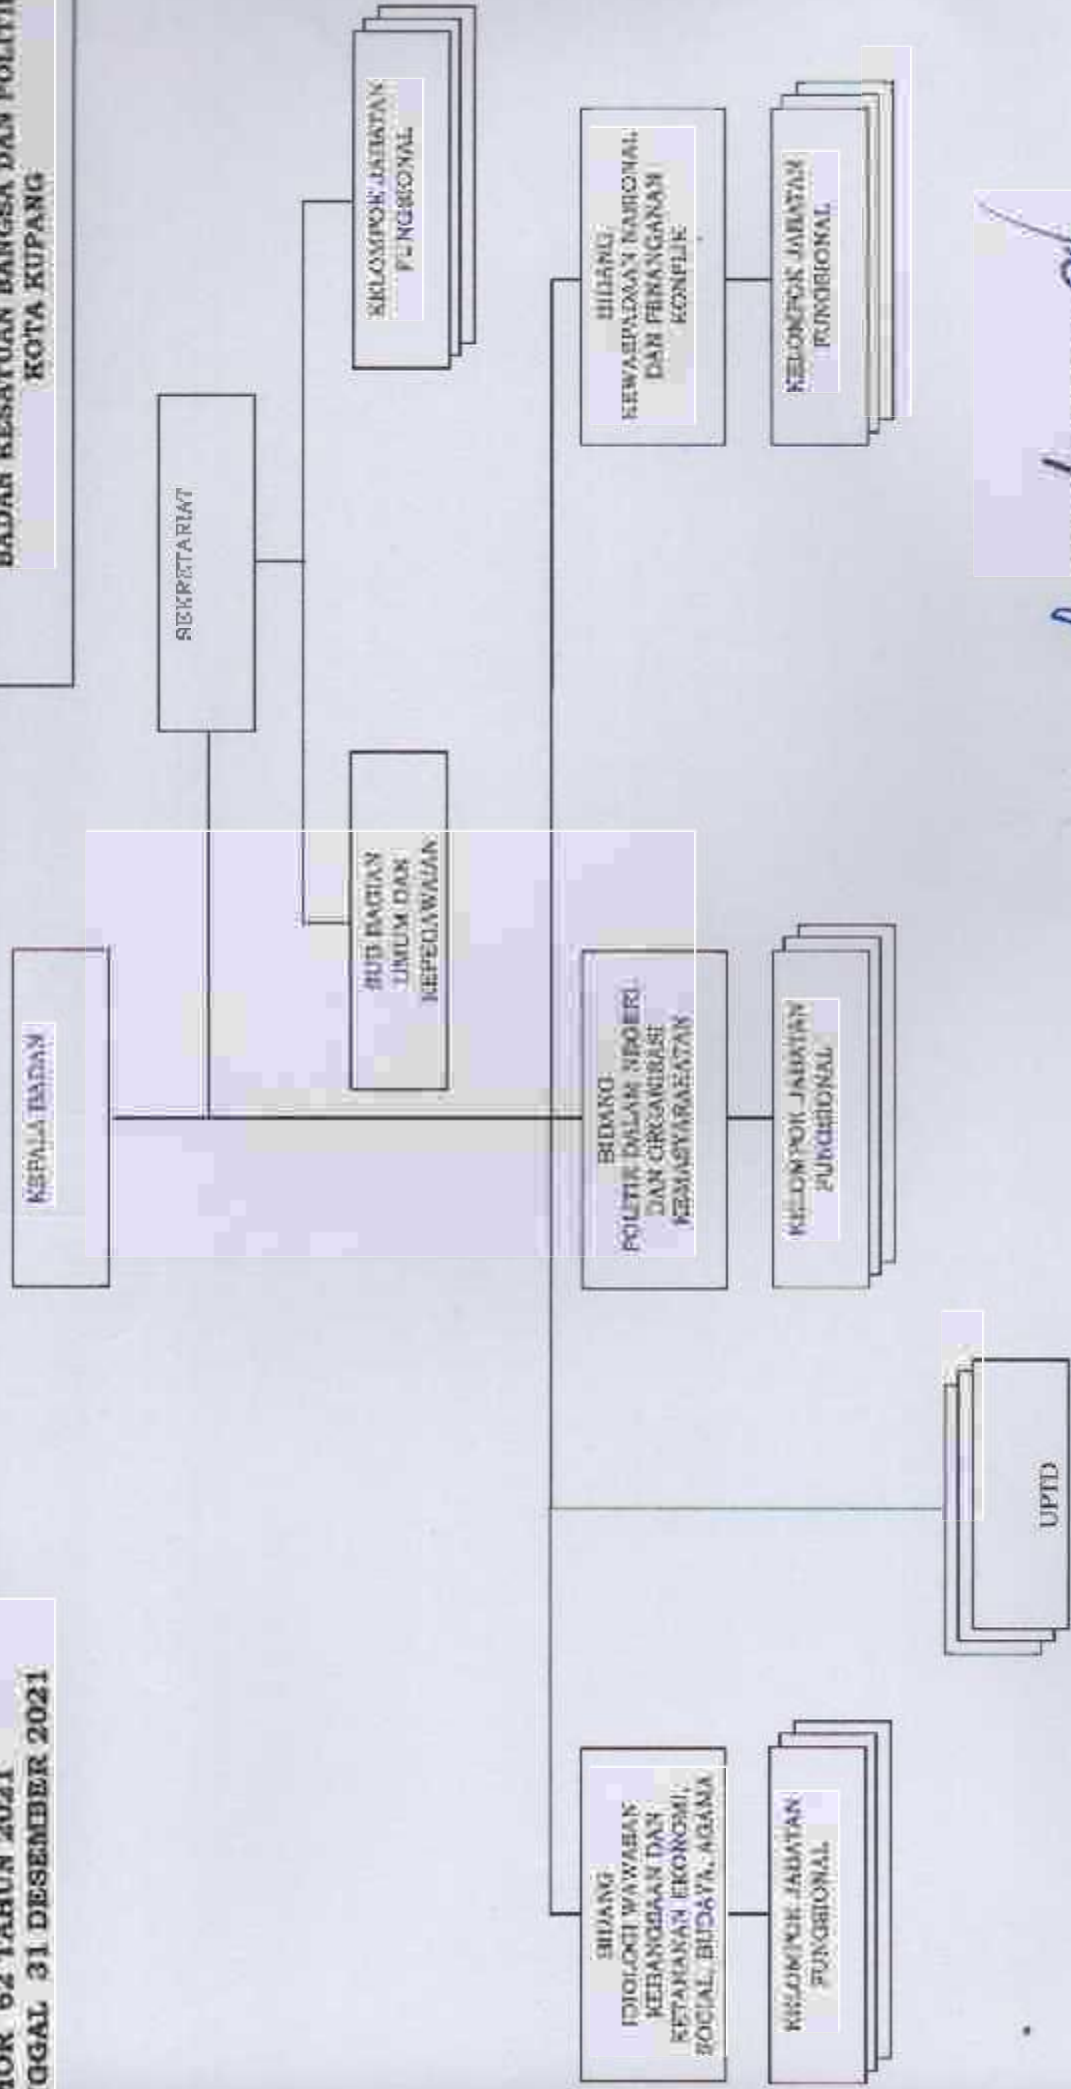 NOMOR 62 TAHUN 2021
TANGGAL 31 DESEMBER 2021
BADAN KESATUAN BANGSA DAN POLITIK
KOTA KUPANG
KEPALA BADAN
SEKRETARIAT
SUB BAGIAN
UMUM DAN
KEPEGAWAIAN
KELOMPOK JABATAN
FUNGSIONAL
BIDANG
IDIOLOGI WAWASAN
KEBANGSAAN DAN
KETAHANAN EKONOMI,
SOCIAL, BUDAYA, AGAMA
BIDANG
POLITIK DALAM NEGERI
DAN ORGANISASI
KEMASYARAKATAN
BIDANG
KEWASPADAAN NASIONAL
DAN PENANGANAN
KONFLIK
KELOMPOK JABATAN
FUNGSIONAL
KELOMPOK JABATAN
FUNGSIONAL
KELOMPOK JABATAN
FUNGSIONAL
UPTD